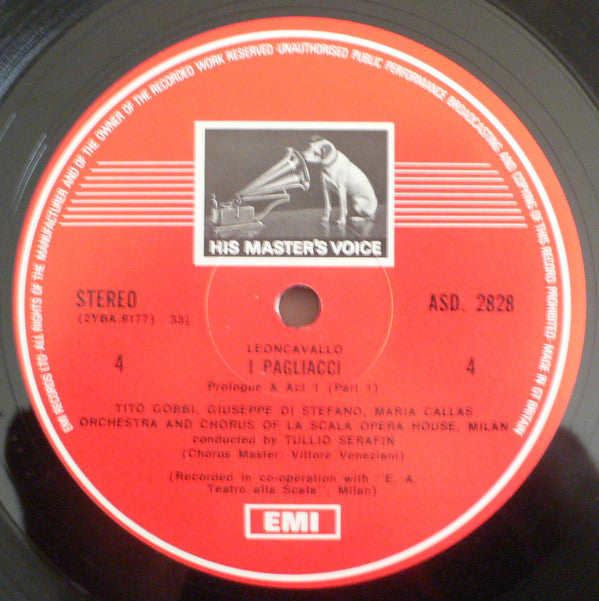 EMI RECORDS LTD · ALL RIGHTS OF THE MANUFACTURER AND OF THE OWNER OF THE RECORDED WORK RESERVED · UNAUTHORISED PUBLIC PERFORMANCE BROADCASTING AND COPYING OF THIS RECORD PROHIBITED · MADE IN GT BRITAIN
HIS MASTER'S VOICE
STEREO ASD. 2828
(2YBA.9177) 33⅓
4 4
LEONCAVALLO
I PAGLIACCI
Prologue & Act 1 (Part 1)
TITO GOBBI, GIUSEPPE DI STEFANO, MARIA CALLAS
ORCHESTRA AND CHORUS OF LA SCALA OPERA HOUSE, MILAN
conducted by TULLIO SERAFIN
(Chorus Master: Vittore Veneziani)
(Recorded in co-operation with "E. A.
Teatro alla Scala", Milan)
EMI